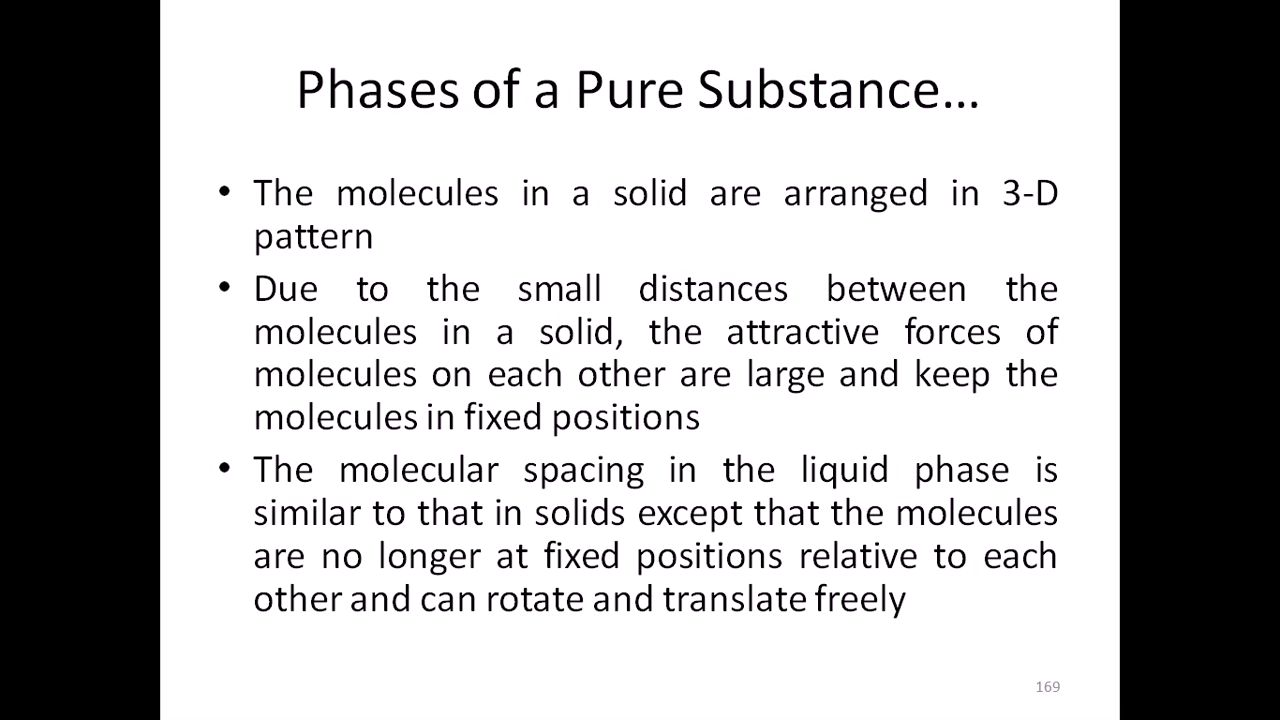 Phases of a Pure Substance...
• The molecules in a solid are arranged in 3-D
pattern
• Due to the small distances between the
molecules in a solid, the attractive forces of
molecules on each other are large and keep the
molecules in fixed positions
• The molecular spacing in the liquid phase is
similar to that in solids except that the molecules
are no longer at fixed positions relative to each
other and can rotate and translate freely
169